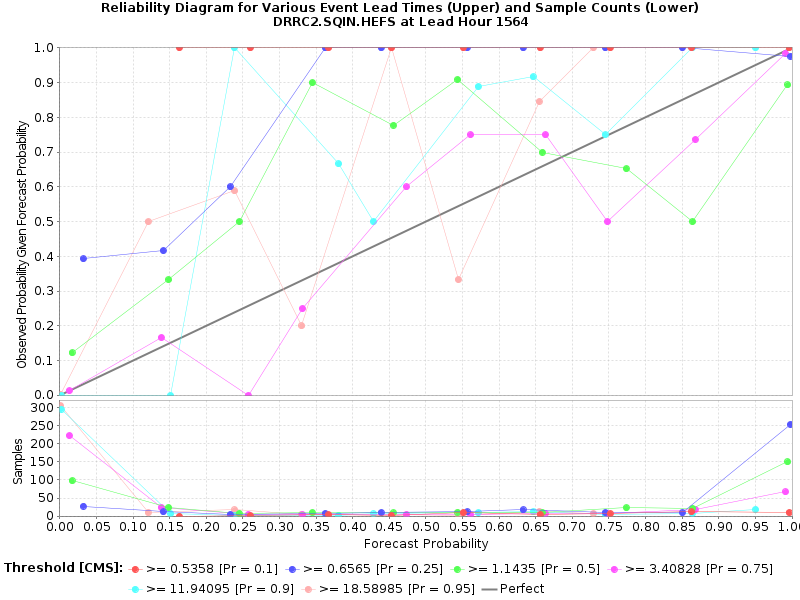 Reliability Diagram for Various Event Lead Times (Upper) and Sample Counts (Lower)
DRRC2.SQIN.HEFS at Lead Hour 1564
Observed Probability Given Forecast Probability
1.0
0.9
0.8
0.7
0.6
0.5
0.4
0.3
0.2
0.1
0.0
Samples
300
250
200
150
100
50
0
0.00 0.05 0.10 0.15 0.20 0.25 0.30 0.35 0.40 0.45 0.50 0.55 0.60 0.65 0.70 0.75 0.80 0.85 0.90 0.95 1.0
Forecast Probability
Threshold [CMS]: >= 0.5358 [Pr = 0.1] >= 0.6565 [Pr = 0.25] >= 1.1435 [Pr = 0.5] >= 3.40828 [Pr = 0.75]
>= 11.94095 [Pr = 0.9] >= 18.58985 [Pr = 0.95] Perfect